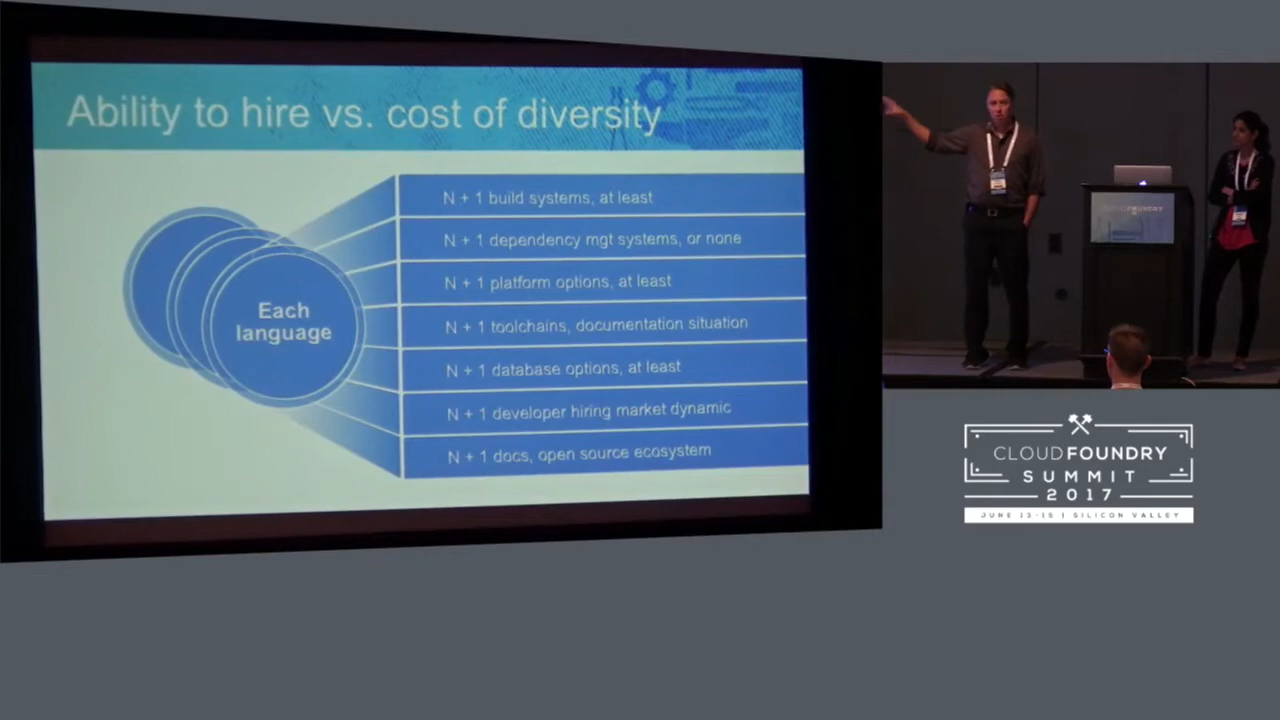 Ability to hire vs. cost of diversity
Each
language
N + 1 build systems, at least
N + 1 dependency mgt systems, or none
N + 1 platform options, at least
N + 1 toolchains, documentation situation
N + 1 database options, at least
N + 1 developer hiring market dynamic
N + 1 docs, open source ecosystem
CLOUD FOUNDRY
CLOUDFOUNDRY
SUMMIT
2017
JUNE 13-15 | SILICON VALLEY